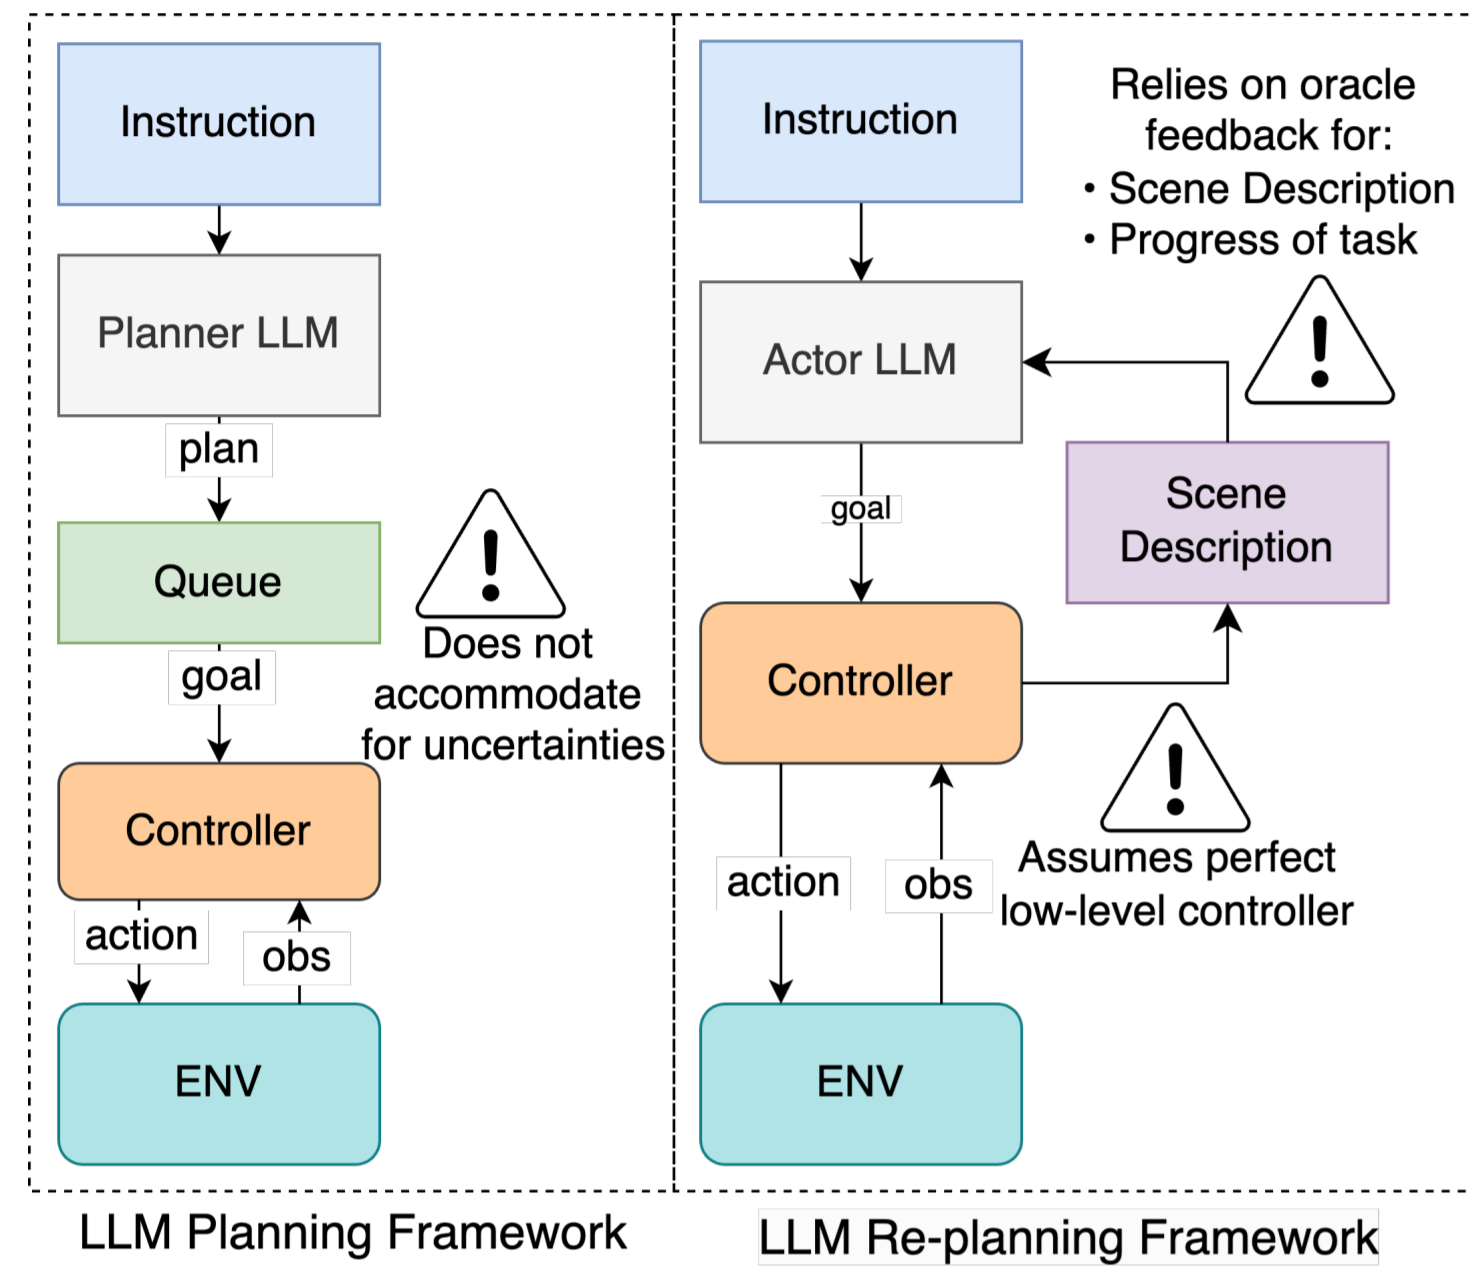 Instruction
Planner LLM
plan
Queue
goal
Controller
action
obs
ENV
!
Does not
accommodate
for uncertainties
LLM Planning Framework
Instruction
Actor LLM
goal
Controller
action
obs
ENV
Relies on oracle
feedback for:
• Scene Description
• Progress of task
!
Scene
Description
!
Assumes perfect
low-level controller
LLM Re-planning Framework